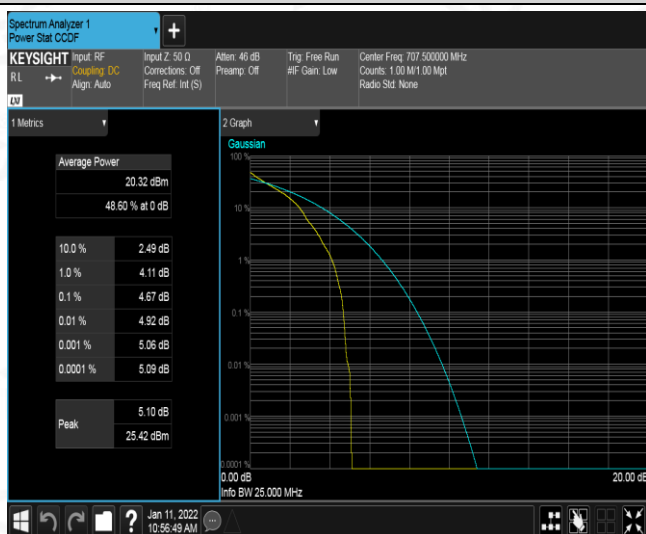 Spectrum Analyzer 1
Power Stat CCDF
+
KEYSIGHT
RL
LXI
Input: RF
Coupling: DC
Align: Auto
Input Z: 50 Ω
Corrections: Off
Freq Ref: Int (S)
Atten: 46 dB
Preamp: Off
Trig: Free Run
#IF Gain: Low
Center Freq: 707.500000 MHz
Counts: 1.00 M/1.00 Mpt
Radio Std: None
1 Metrics
Average Power
20.32 dBm
48.60 % at 0 dB
10.0 % 2.49 dB
1.0 % 4.11 dB
0.1 % 4.67 dB
0.01 % 4.92 dB
0.001 % 5.06 dB
0.0001 % 5.09 dB
Peak
5.10 dB
25.42 dBm
2 Graph
Gaussian
100 %
10 %
1 %
0.1 %
0.01 %
0.001 %
0.0001 %
0.00 dB
20.00 dB
Info BW 25.000 MHz
?
Jan 11, 2022
10:56:49 AM